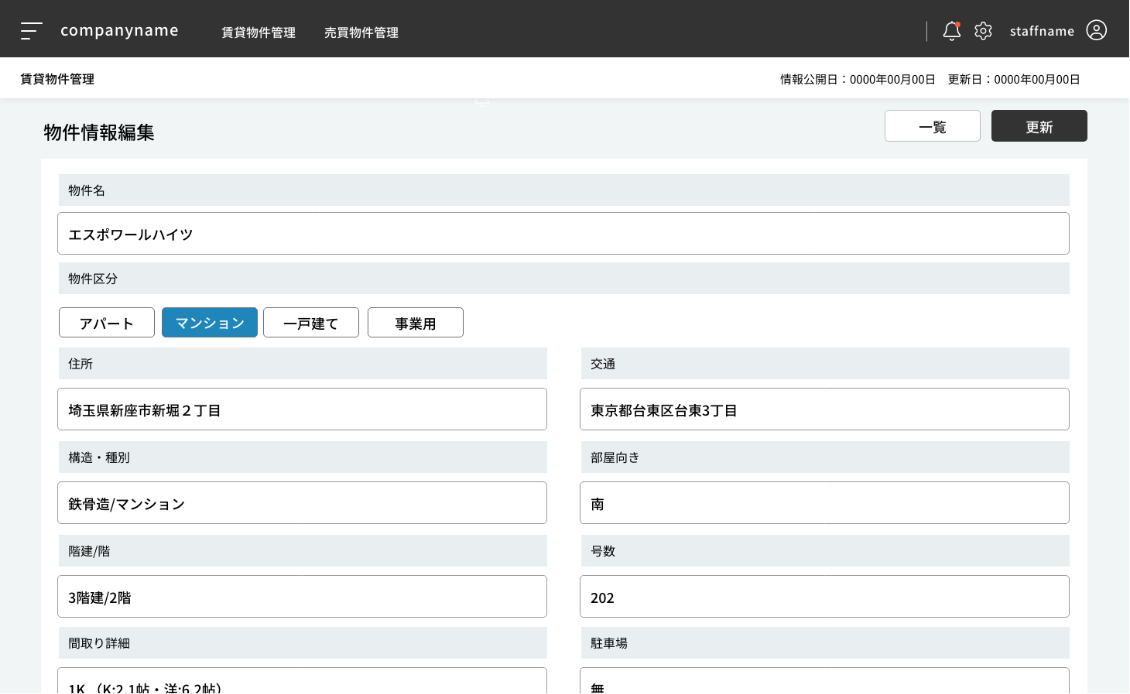 companyname 賃貸物件管理 売買物件管理 staffname
賃貸物件管理 情報公開日：0000年00月00日 更新日：0000年00月00日
物件情報編集 一覧 更新
物件名
エスポワールハイツ
物件区分
アパート マンション 一戸建て 事業用
住所 交通
埼玉県新座市新堀２丁目 東京都台東区台東3丁目
構造・種別 部屋向き
鉄骨造/マンション 南
階建/階 号数
3階建/2階 202
間取り詳細 駐車場
1K （K:2.1帖・洋:6.2帖） 無